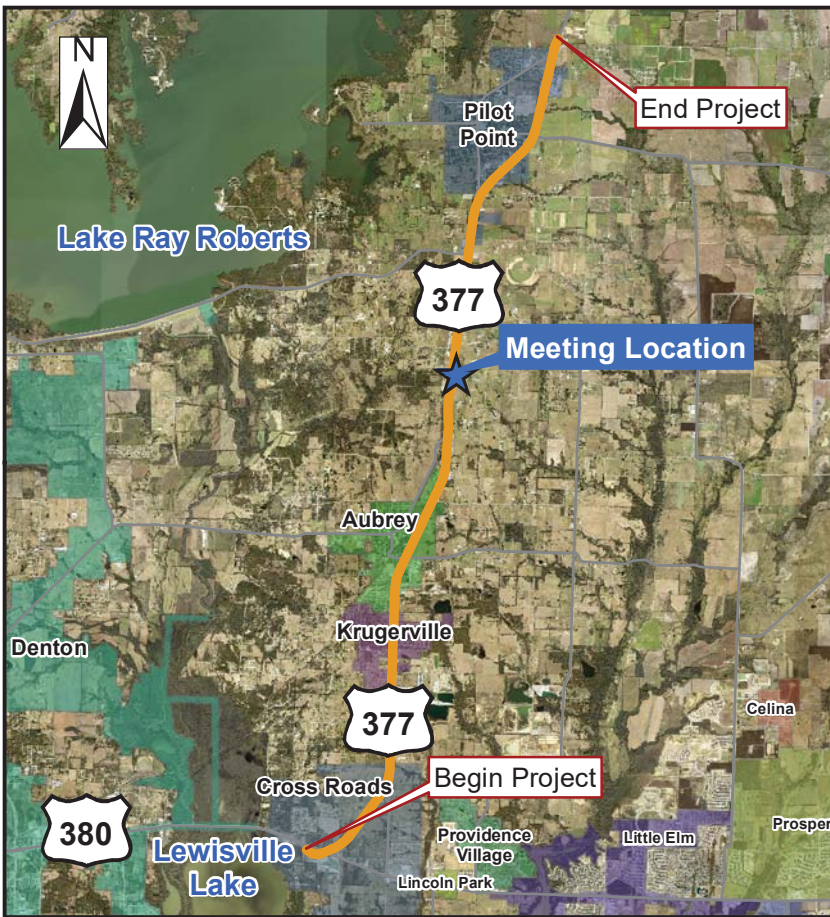 N
Pilot
Point
End Project
Lake Ray Roberts
377
Meeting Location
Aubrey
Krugerville
Denton
377
Celina
Cross Roads
Begin Project
380
Lewisville
Lake
Providence
Village
Little Elm
Prosper
Lincoln Park